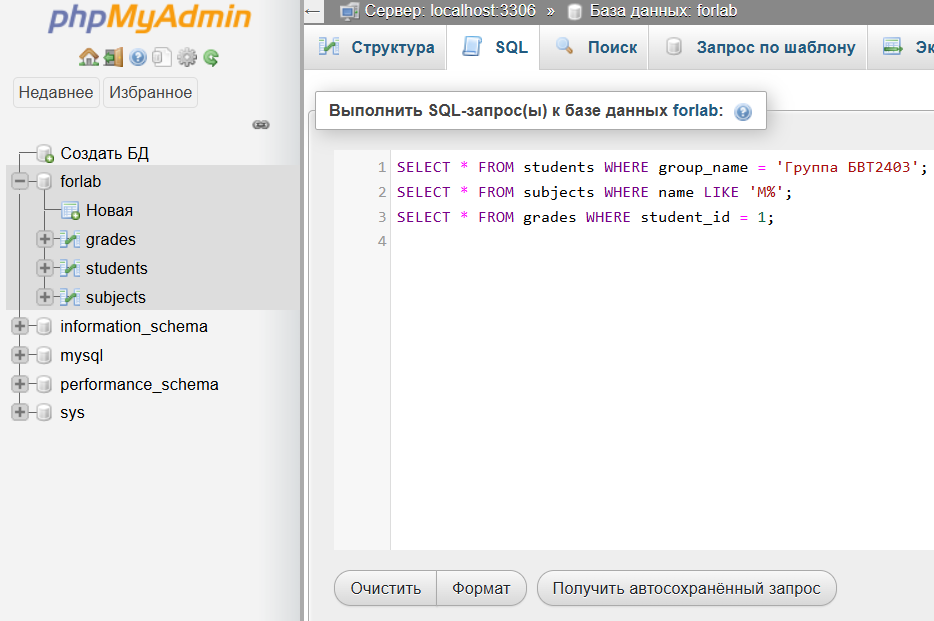 phpMyAdmin
Недавнее Избранное
Создать БД
forlab
Новая
grades
students
subjects
information_schema
mysql
performance_schema
sys
← Сервер: localhost:3306 » База данных: forlab
Структура SQL Поиск Запрос по шаблону Эк
Выполнить SQL-запрос(ы) к базе данных forlab:
1 SELECT * FROM students WHERE group_name = 'Группа БВТ2403';
2 SELECT * FROM subjects WHERE name LIKE 'М%';
3 SELECT * FROM grades WHERE student_id = 1;
4
Очистить Формат Получить автосохранённый запрос